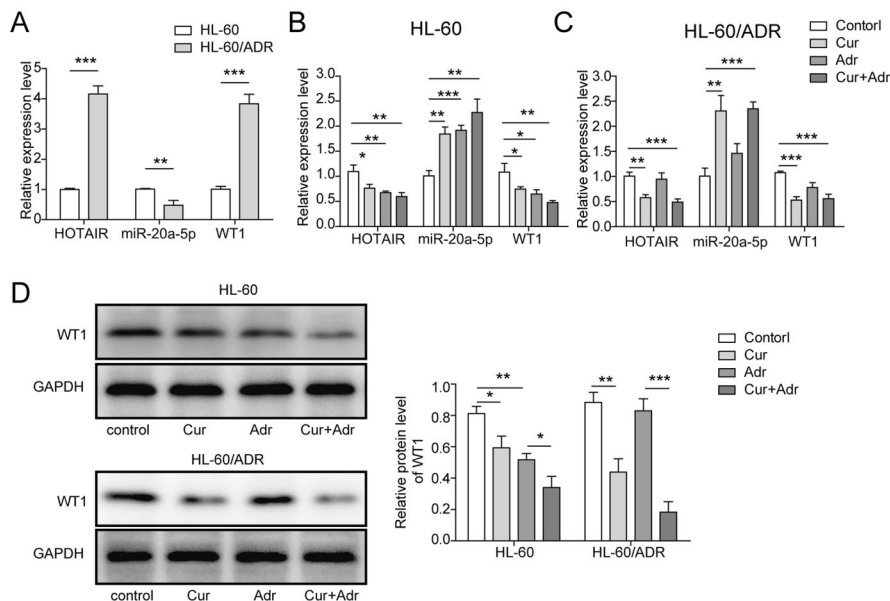 A
HL-60
HL-60/ADR
Relative expression level
5
4
3
2
1
0
***
**
***
HOTAIR miR-20a-5p WT1
B
HL-60
Relative expression level
3.0
2.5
2.0
1.5
1.0
0.5
0.0
**
**
*
**
***
**
**
*
*
HOTAIR miR-20a-5p WT1
C
HL-60/ADR
Contorl
Cur
Adr
Cur+Adr
Relative expression level
3.0
2.5
2.0
1.5
1.0
0.5
0.0
***
**
***
**
***
***
HOTAIR miR-20a-5p WT1
D
HL-60
WT1
GAPDH
control Cur Adr Cur+Adr
HL-60/ADR
WT1
GAPDH
control Cur Adr Cur+Adr
Contorl
Cur
Adr
Cur+Adr
Relative protein level
of WT1
1.0
0.8
0.6
0.4
0.2
0.0
**
*
*
**
***
HL-60 HL-60/ADR